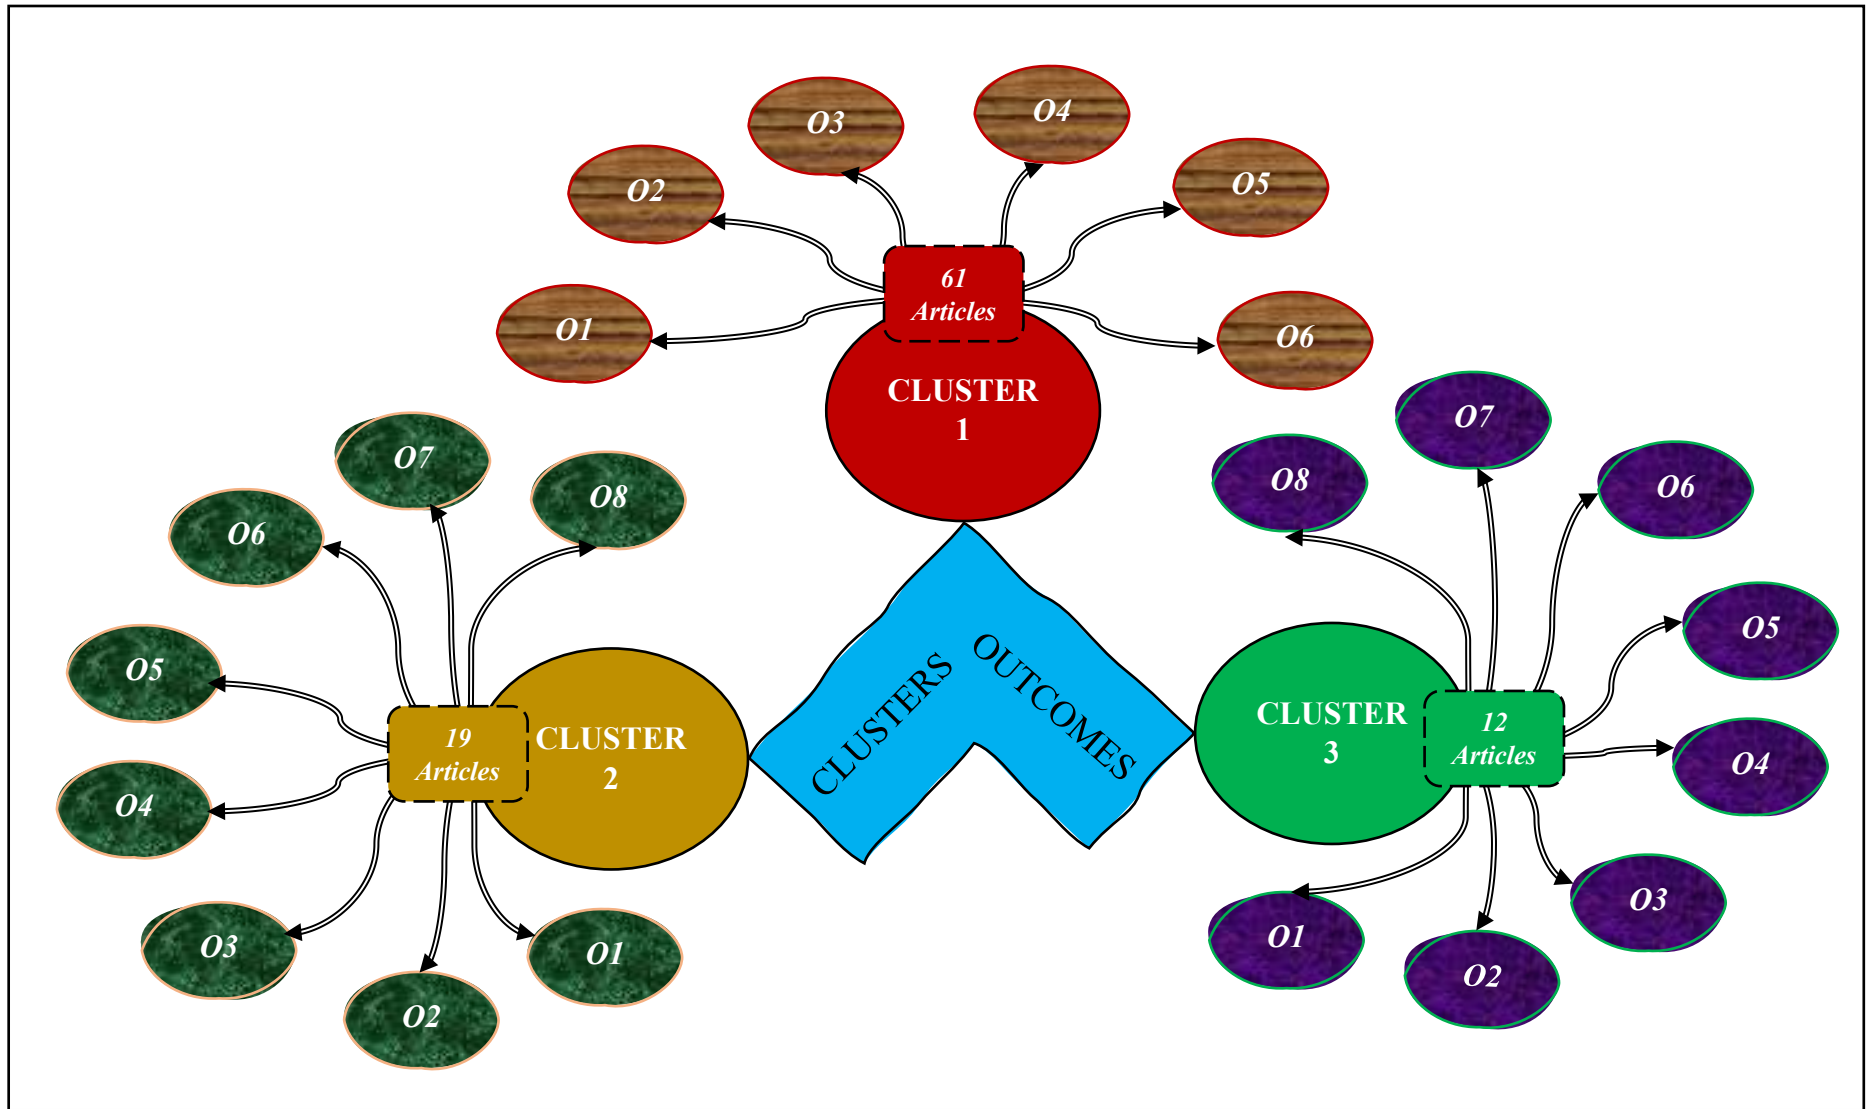 O3
O4
O2
O5
O1
O6
61
Articles
CLUSTER
1
O7
O8
O6
O5
O4
O3
O2
O1
19
Articles
CLUSTER
2
CLUSTERS
OUTCOMES
O8
O7
O6
O5
O4
O3
O2
O1
CLUSTER
3
12
Articles